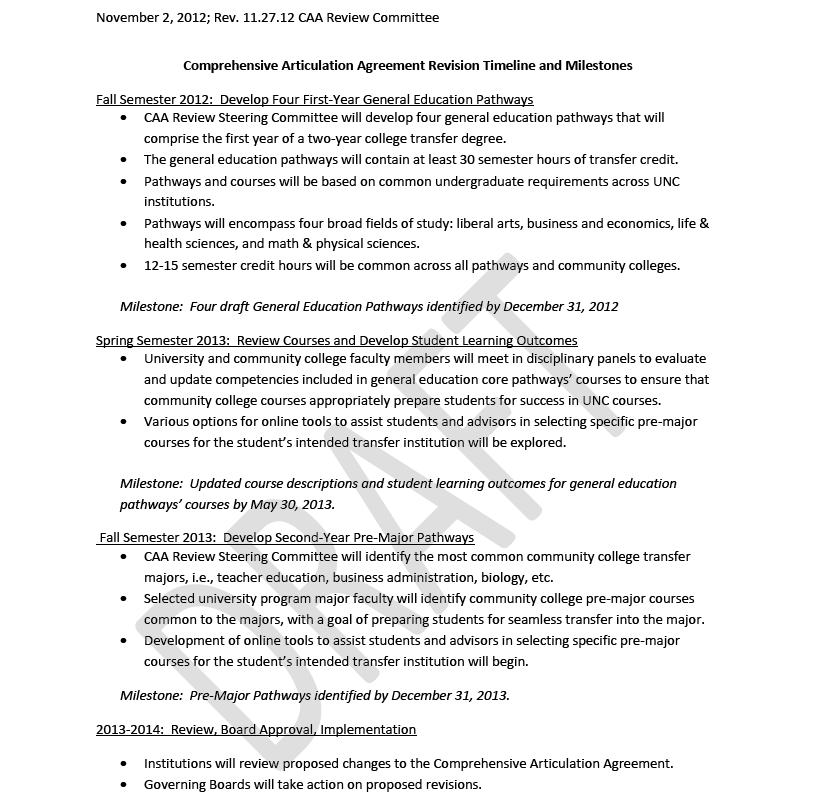 November 2, 2012; Rev. 11.27.12 CAA Review Committee
Comprehensive Articulation Agreement Revision Timeline and Milestones
Fall Semester 2012:  Develop Four First-Year General Education Pathways
• CAA Review Steering Committee will develop four general education pathways that will
comprise the first year of a two-year college transfer degree.
• The general education pathways will contain at least 30 semester hours of transfer credit.
• Pathways and courses will be based on common undergraduate requirements across UNC
institutions.
• Pathways will encompass four broad fields of study: liberal arts, business and economics, life &
health sciences, and math & physical sciences.
• 12-15 semester credit hours will be common across all pathways and community colleges.
Milestone:  Four draft General Education Pathways identified by December 31, 2012
Spring Semester 2013:  Review Courses and Develop Student Learning Outcomes
• University and community college faculty members will meet in disciplinary panels to evaluate
and update competencies included in general education core pathways’ courses to ensure that
community college courses appropriately prepare students for success in UNC courses.
• Various options for online tools to assist students and advisors in selecting specific pre-major
courses for the student’s intended transfer institution will be explored.
Milestone:  Updated course descriptions and student learning outcomes for general education
pathways’ courses by May 30, 2013.
Fall Semester 2013:  Develop Second-Year Pre-Major Pathways
• CAA Review Steering Committee will identify the most common community college transfer
majors, i.e., teacher education, business administration, biology, etc.
• Selected university program major faculty will identify community college pre-major courses
common to the majors, with a goal of preparing students for seamless transfer into the major.
• Development of online tools to assist students and advisors in selecting specific pre-major
courses for the student’s intended transfer institution will begin.
Milestone:  Pre-Major Pathways identified by December 31, 2013.
2013-2014:  Review, Board Approval, Implementation
• Institutions will review proposed changes to the Comprehensive Articulation Agreement.
• Governing Boards will take action on proposed revisions.
DRAFT